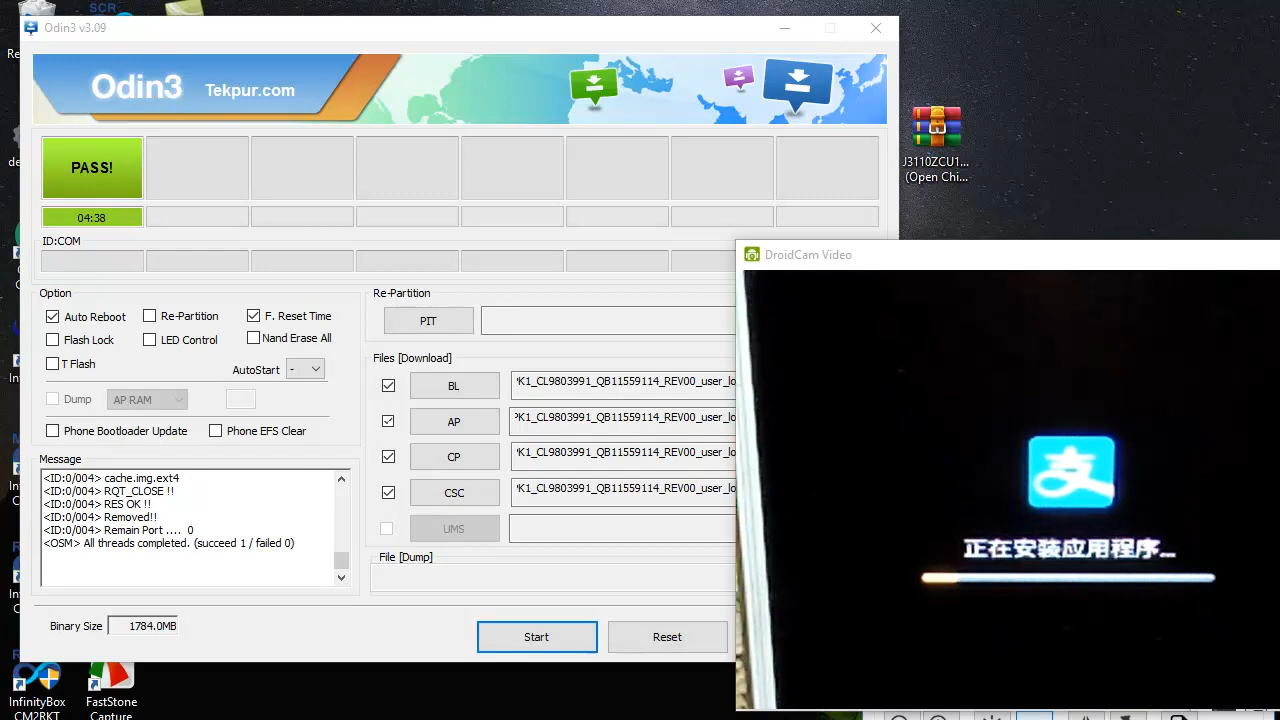 SCR
Odin3 v3.09
Odin3 Tekpur.com
PASS!
04:38
ID:COM
Option
Auto Reboot
Re-Partition
F. Reset Time
Flash Lock
LED Control
Nand Erase All
T Flash
AutoStart -
Dump
AP RAM
Phone Bootloader Update
Phone EFS Clear
Message
<ID:0/004> cache.img.ext4
<ID:0/004> RQT_CLOSE !!
<ID:0/004> RES OK !!
<ID:0/004> Removed!!
<ID:0/004> Remain Port .... 0
<OSM> All threads completed. (succeed 1 / failed 0)
Binary Size
1784.0MB
Re-Partition
PIT
Files [Download]
BL
K1_CL9803991_QB11559114_REV00_user_lo
AP
K1_CL9803991_QB11559114_REV00_user_lo
CP
K1_CL9803991_QB11559114_REV00_user_lo
CSC
K1_CL9803991_QB11559114_REV00_user_lo
UMS
File [Dump]
Start
Reset
J3110ZCU1...
(Open Chi...
DroidCam Video
支
正在安装应用程序...
InfinityBox
CM2RKT
FastStone
Capture